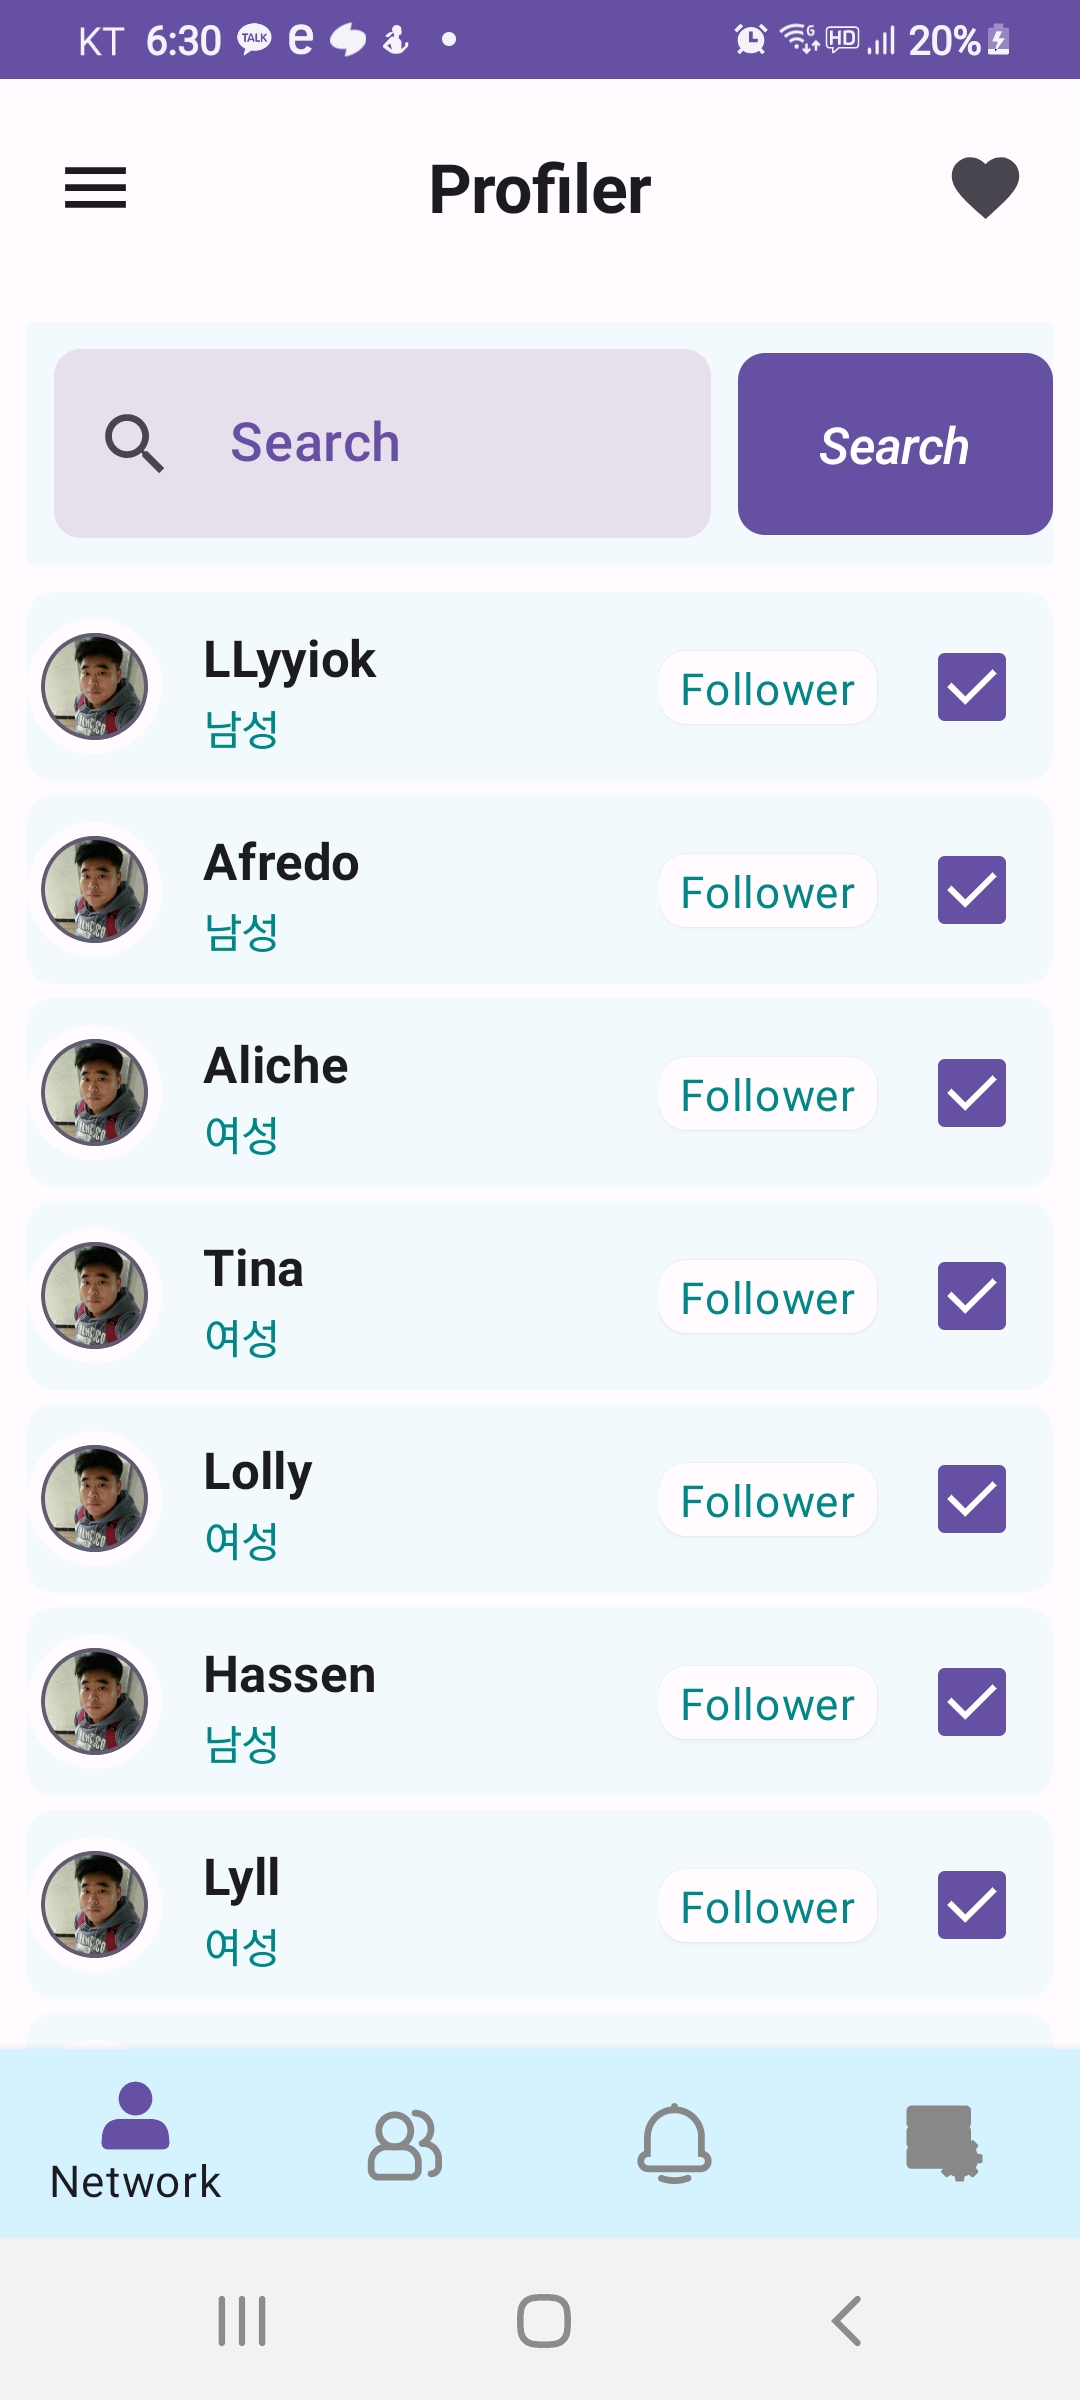 KT 6:30 TALK e HD 20%
Profiler
Search Search
LLyyiok
남성
Follower
Afredo
남성
Follower
Aliche
여성
Follower
Tina
여성
Follower
Lolly
여성
Follower
Hassen
남성
Follower
Lyll
여성
Follower
Network